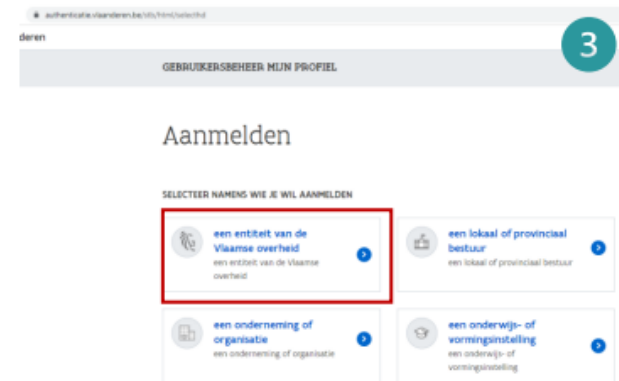 authenticatie.vlaanderen.be/stb/html/selectHd
deren
3
GEBRUIKERSBEHEER MIJN PROFIEL
Aanmelden
SELECTEER NAMENS WIE JE WIL AANMELDEN
een entiteit van de
Vlaamse overheid
een entiteit van de Vlaamse
overheid
een lokaal of provinciaal
bestuur
een lokaal of provinciaal bestuur
een onderneming of
organisatie
een onderneming of organisatie
een onderwijs- of
vormingsinstelling
een onderwijs- of
vormingsinstelling